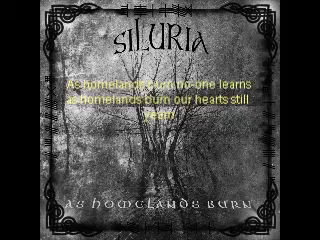 SILURIA
As homelands burn no-one learns
as homelands burn our hearts still
yearn
AS HOMELANDS BURN